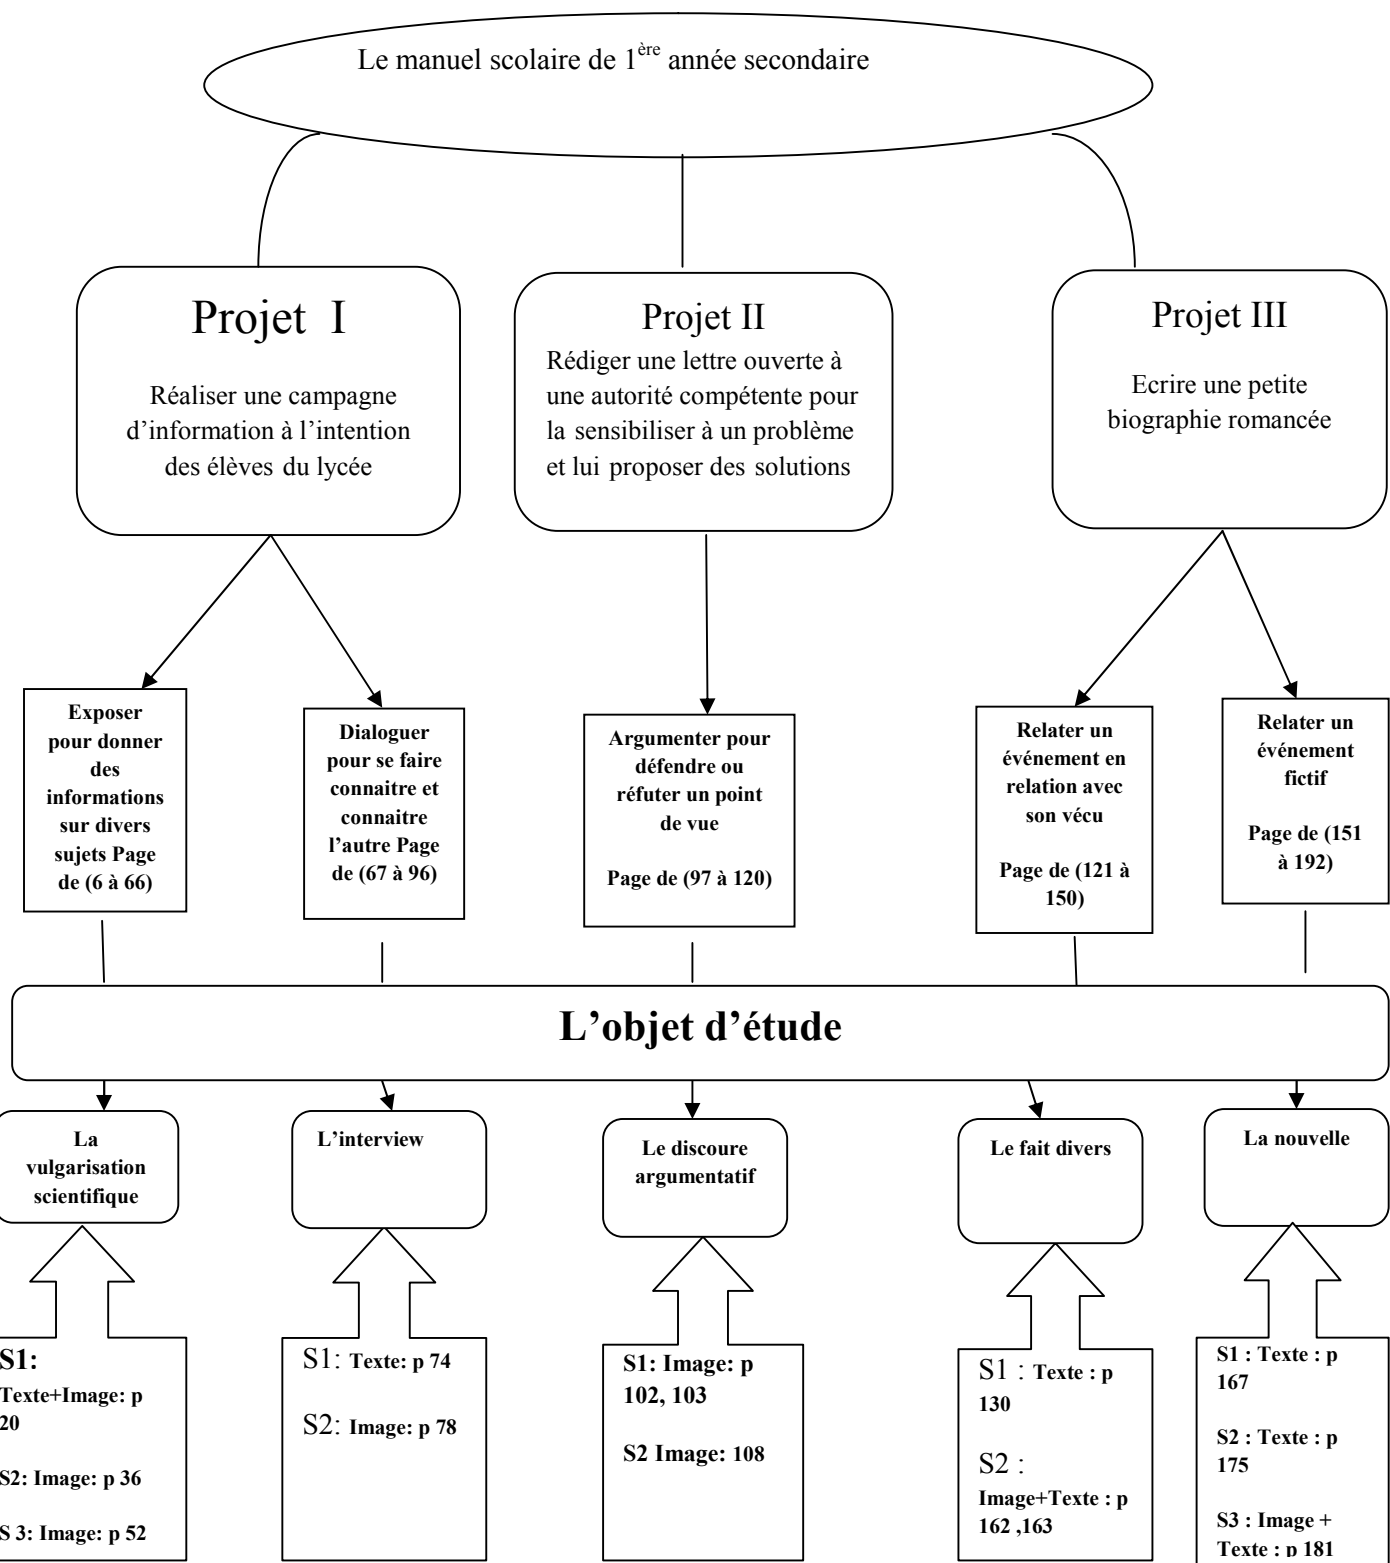 Le manuel scolaire de 1ère année secondaire
Projet I
Réaliser une campagne
d’information à l’intention
des élèves du lycée
Projet II
Rédiger une lettre ouverte à
une autorité compétente pour
la sensibiliser à un problème
et lui proposer des solutions
Projet III
Ecrire une petite
biographie romancée
Exposer
pour donner
des
informations
sur divers
sujets Page
de (6 à 66)
Dialoguer
pour se faire
connaitre et
connaitre
l’autre Page
de (67 à 96)
Argumenter pour
défendre ou
réfuter un point
de vue
Page de (97 à 120)
Relater un
événement en
relation avec
son vécu
Page de (121 à
150)
Relater un
événement
fictif
Page de (151
à 192)
L’objet d’étude
La
vulgarisation
scientifique
L’interview
Le discoure
argumentatif
Le fait divers
La nouvelle
S1:
Texte+Image: p
20
S2: Image: p 36
S 3: Image: p 52
S1: Texte: p 74
S2: Image: p 78
S1: Image: p
102, 103
S2 Image: 108
S1 : Texte : p
130
S2 :
Image+Texte : p
162 ,163
S1 : Texte : p
167
S2 : Texte : p
175
S3 : Image +
Texte : p 181